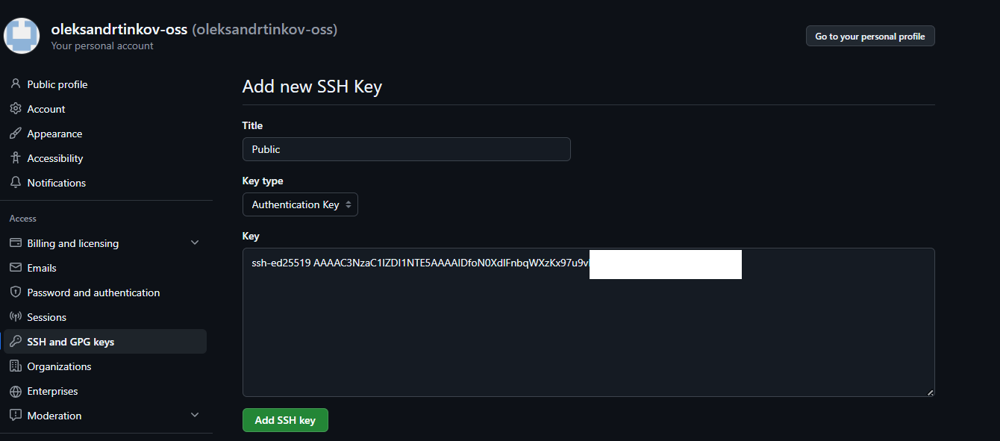 oleksandrtinkov-oss (oleksandrtinkov-oss)
Your personal account
Go to your personal profile
Public profile
Account
Appearance
Accessibility
Notifications
Access
Billing and licensing
Emails
Password and authentication
Sessions
SSH and GPG keys
Organizations
Enterprises
Moderation
Add new SSH Key
Title
Public
Key type
Authentication Key
Key
ssh-ed25519
Add SSH key